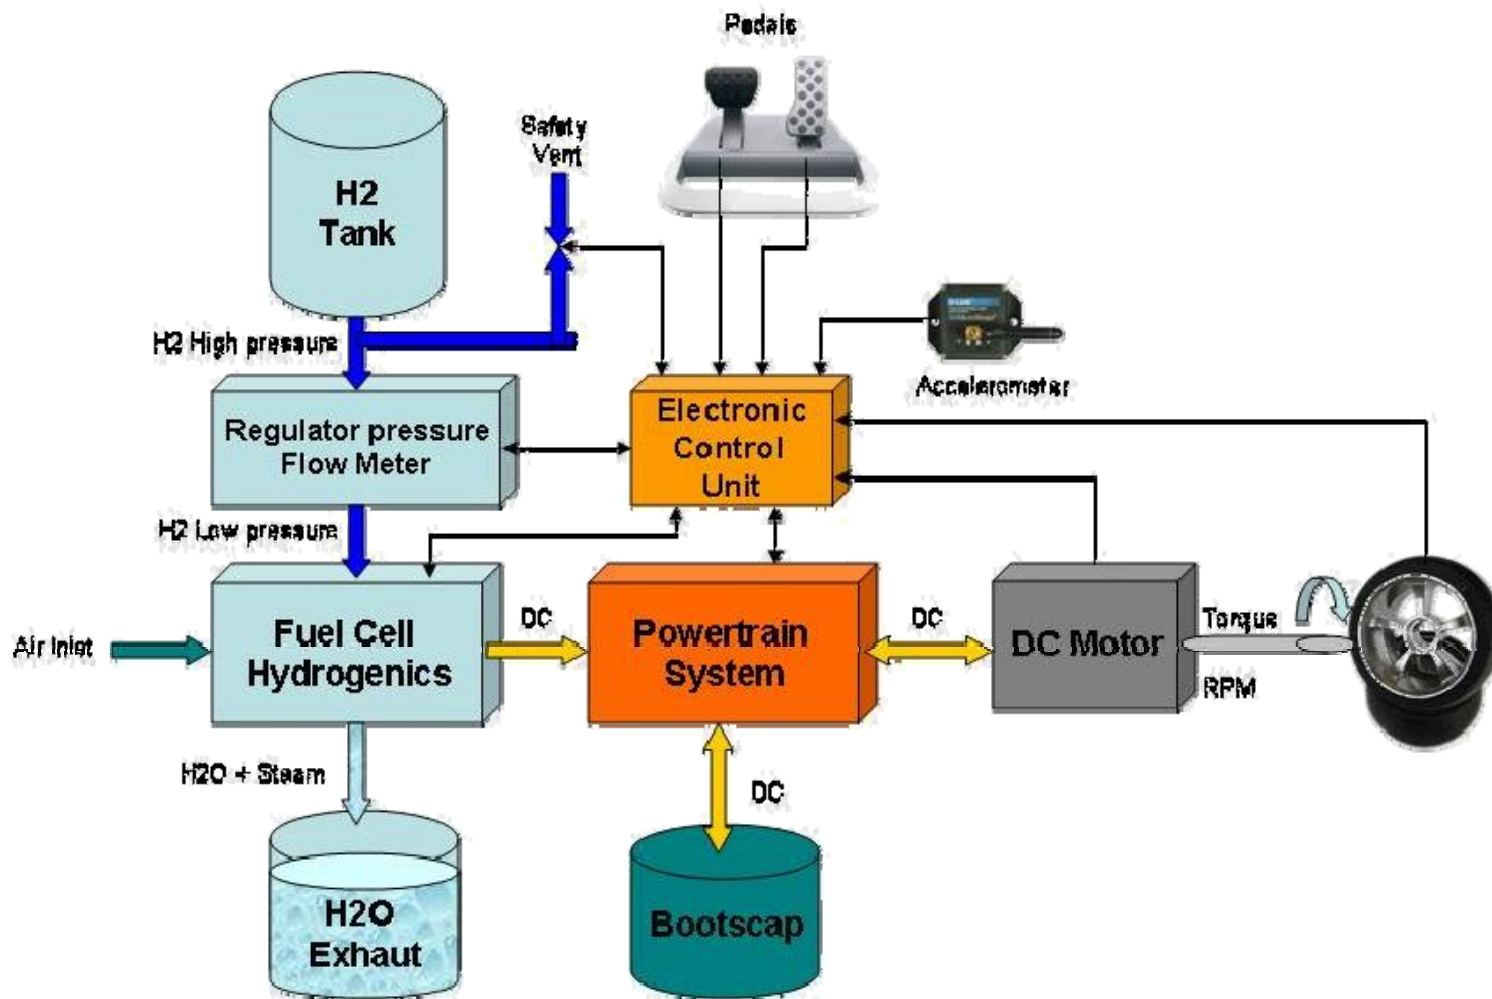 Pedals
Safety
Vent
H2
Tank
H2 High pressure
Accelerometer
Regulator pressure
Flow Meter
Electronic
Control
Unit
H2 Low pressure
Air Inlet
Fuel Cell
Hydrogenics
DC
Powertrain
System
DC
DC Motor
Torque
RPM
H2O + Steam
DC
H2O
Exhaut
Bootscap